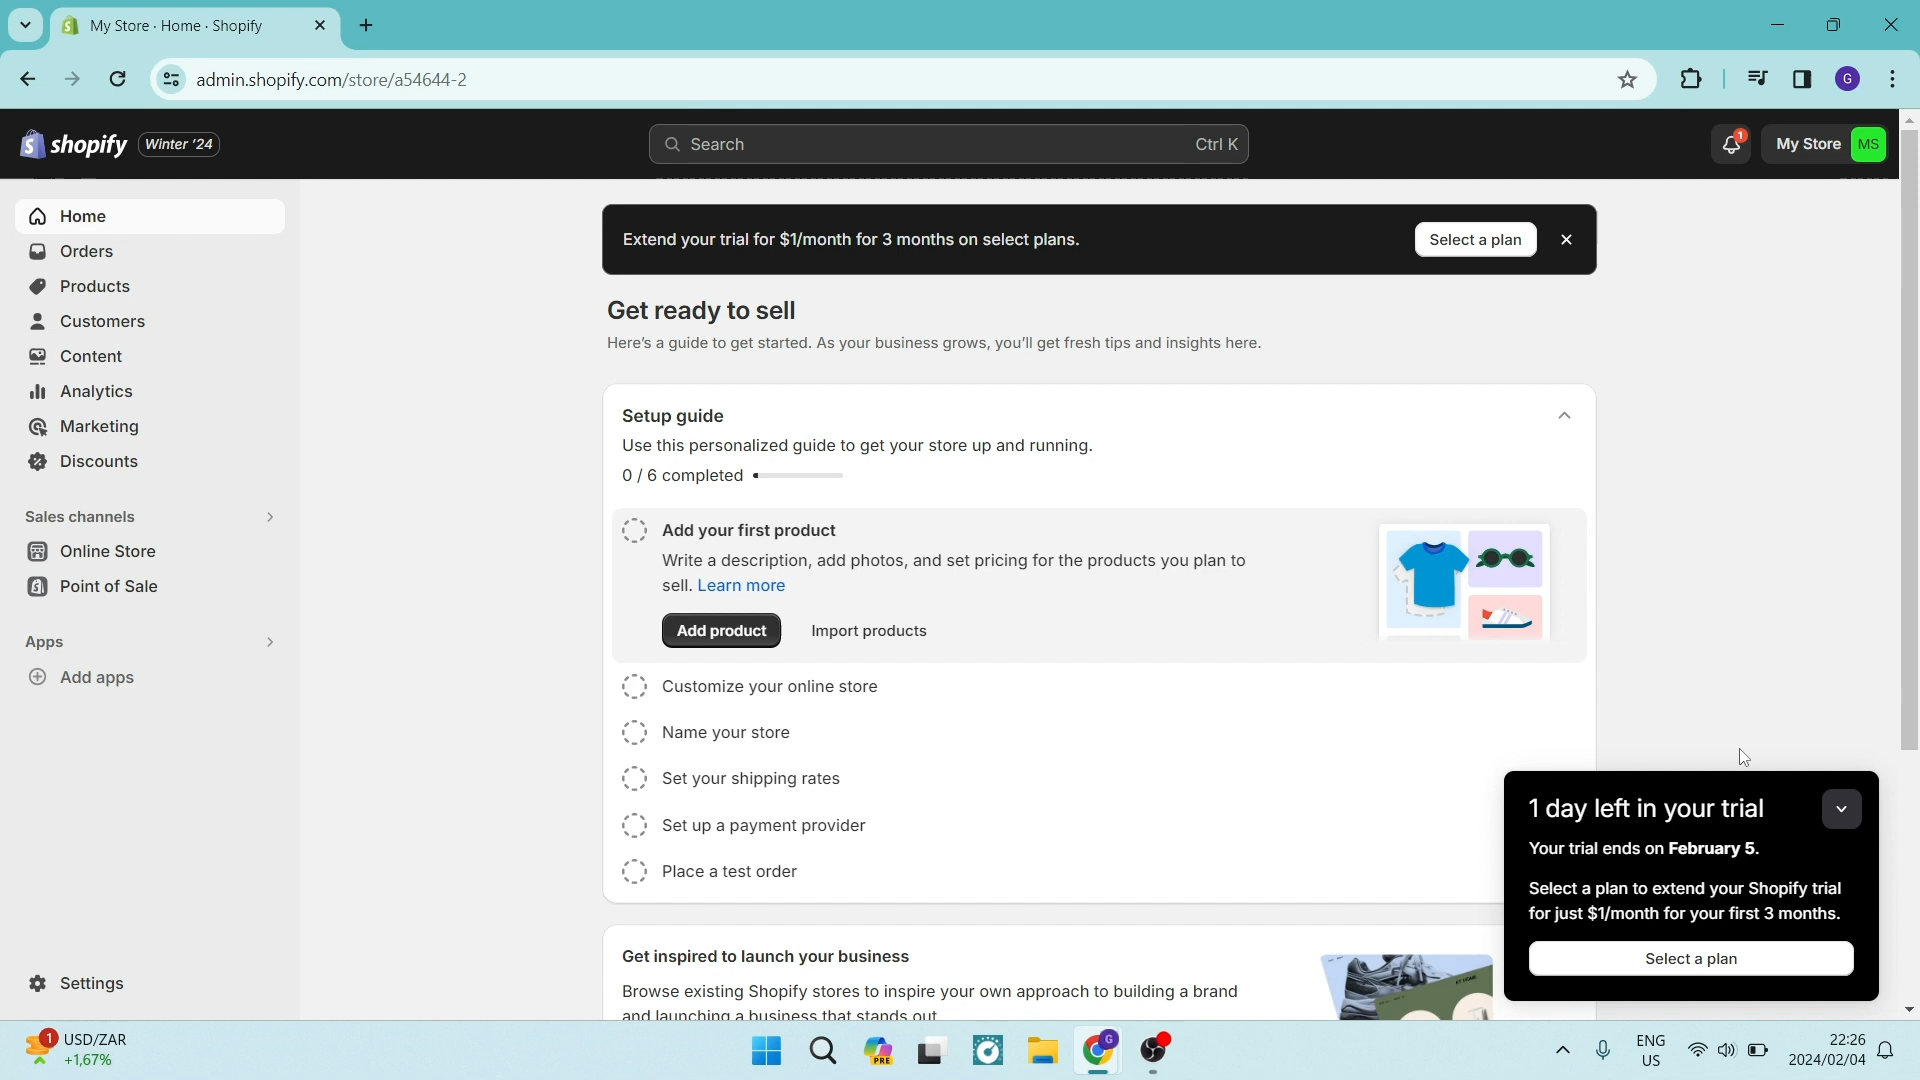 My Store · Home · Shopify
admin.shopify.com/store/a54644-2
G
shopify Winter '24
Search Ctrl K
1
My Store MS
Home
Orders
Products
Customers
Content
Analytics
Marketing
Discounts
Sales channels
Online Store
Point of Sale
Apps
Add apps
Settings
Extend your trial for $1/month for 3 months on select plans.
Select a plan
Get ready to sell
Here's a guide to get started. As your business grows, you'll get fresh tips and insights here.
Setup guide
Use this personalized guide to get your store up and running.
0 / 6 completed
Add your first product
Write a description, add photos, and set pricing for the products you plan to
sell. Learn more
Add product Import products
Customize your online store
Name your store
Set your shipping rates
Set up a payment provider
Place a test order
Get inspired to launch your business
Browse existing Shopify stores to inspire your own approach to building a brand
and launching a business that stands out
1 day left in your trial
Your trial ends on February 5.
Select a plan to extend your Shopify trial
for just $1/month for your first 3 months.
Select a plan
1
USD/ZAR
+1,67%
PRE
G
ENG
US
22:26
2024/02/04